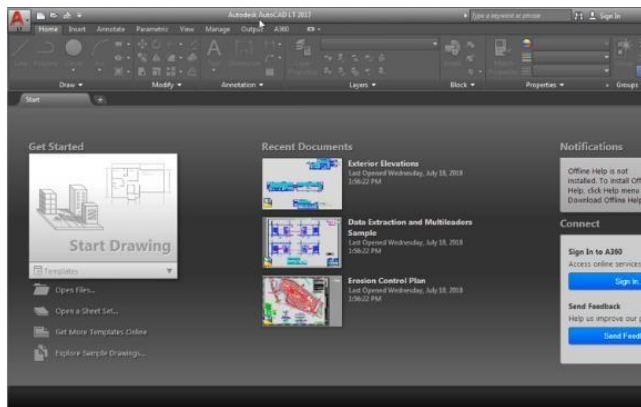 Autodesk AutoCAD LT 2017
Type a keyword or phrase
Sign In
Home Insert Annotate Parametric View Manage Output A360
Draw Modify Annotation Layers Block Properties Groups
Start
Get Started
Start Drawing
Templates
Open Files...
Open a Sheet Set...
Get More Templates Online
Explore Sample Drawings...
Recent Documents
Exterior Elevations
Last Opened Wednesday, July 18, 2018
1:56:22 PM
Data Extraction and Multileaders
Sample
Last Opened Wednesday, July 18, 2018
1:56:22 PM
Erosion Control Plan
Last Opened Wednesday, July 18, 2018
1:56:22 PM
Notifications
Offline Help is not
installed. To install Off
Help, click Help menu
Download Offline Help
Connect
Sign In to A360
Access online services
Sign in
Send Feedback
Help us improve our p
Send Feed